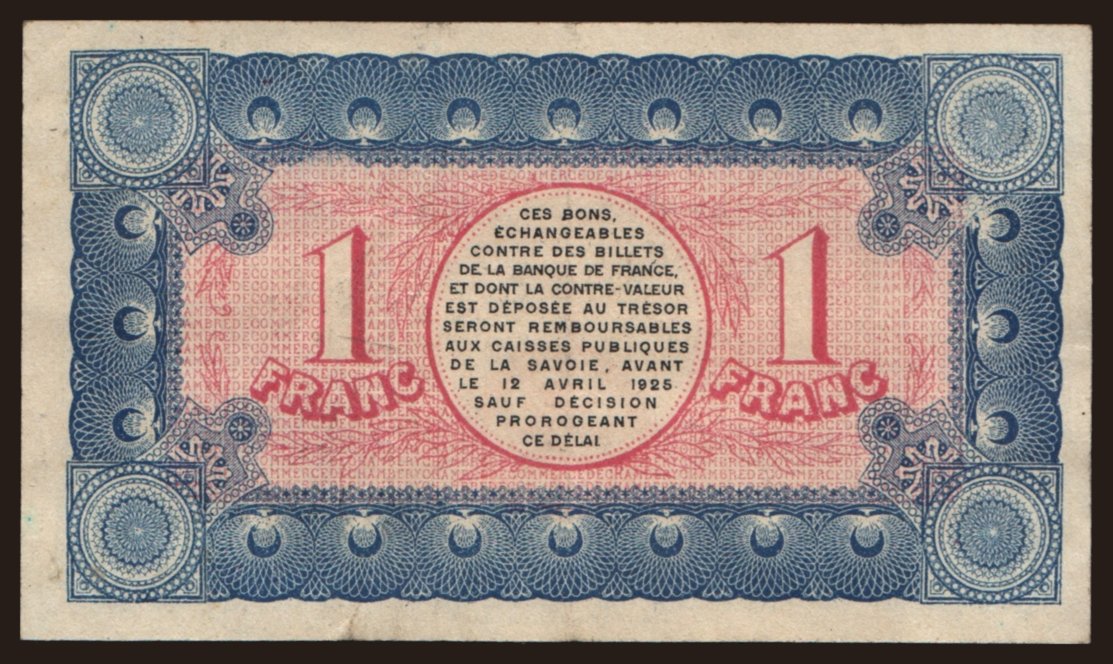 CES BONS,
ÉCHANGEABLES
CONTRE DES BILLETS
DE LA BANQUE DE FRANCE,
ET DONT LA CONTRE-VALEUR
EST DÉPOSÉE AU TRÉSOR
SERONT REMBOURSABLES
AUX CAISSES PUBLIQUES
DE LA SAVOIE, AVANT
LE 12 AVRIL 1925
SAUF DÉCISION
PROROGEANT
CE DÉLAI
1
FRANC
1
FRANC